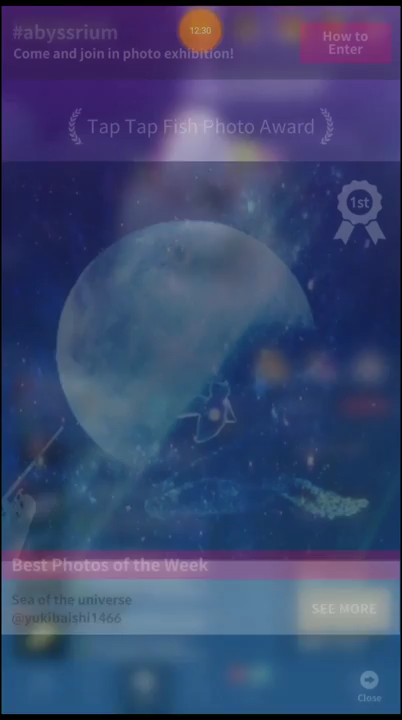 12:30
#abyssrium
Come and join in photo exhibition!
How to
Enter
Tap Tap Fish Photo Award
1st
Best Photos of the Week
Sea of the universe
@yukibaishi1466
SEE MORE
Close